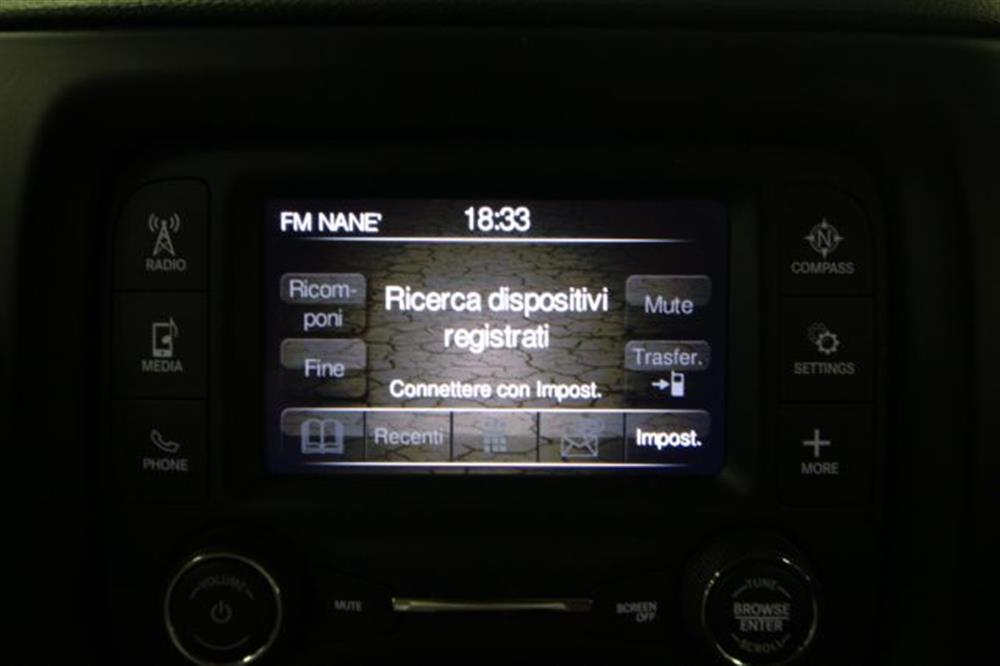 FM NANE'
18:33
RADIO
MEDIA
PHONE
Ricom-
poni
Fine
Ricerca dispositivi
registrati
Connettere con Impost.
Mute
Trasfer.
Recenti
Impost.
N
COMPASS
SETTINGS
MORE
VOLUME
MUTE
SCREEN
OFF
TUNE
BROWSE
ENTER
SCROLL